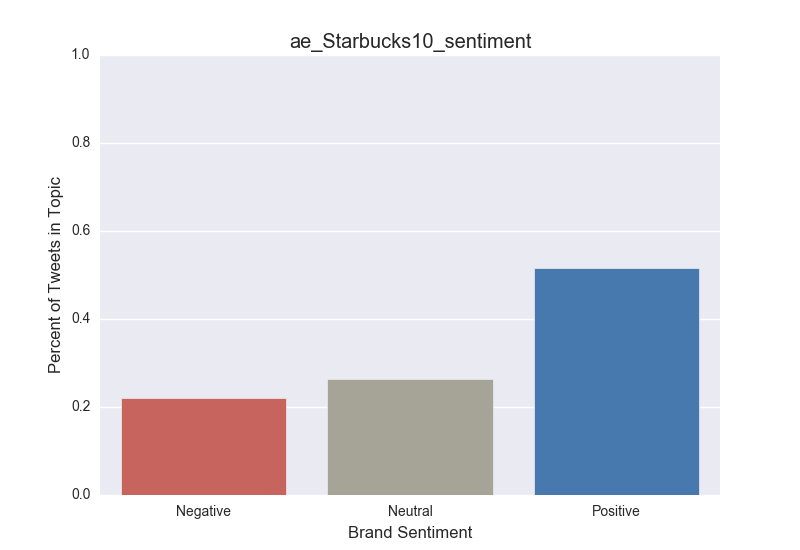 ae_Starbucks10_sentiment
1.0
0.8
0.6
0.4
0.2
0.0
Percent of Tweets in Topic
Negative
Neutral
Positive
Brand Sentiment